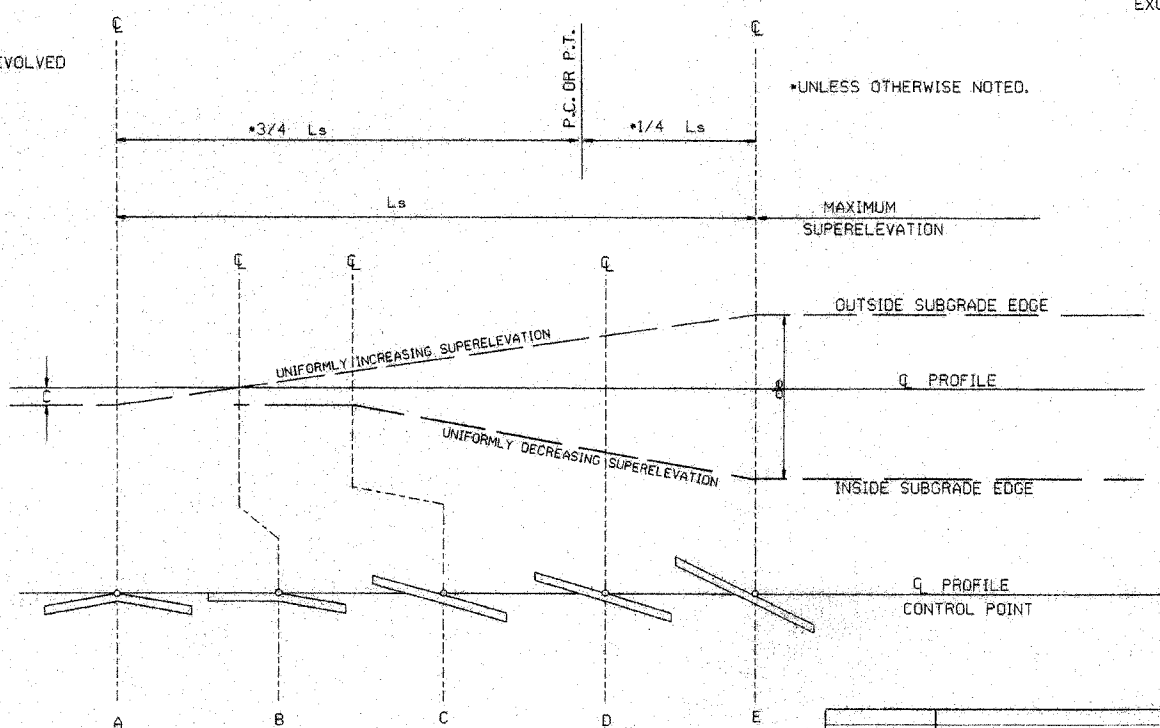 EVOLVED
℄
P.C. OR P.T.
℄
*UNLESS OTHERWISE NOTED.
*3/4 Ls
*1/4 Ls
Ls
MAXIMUM
SUPERELEVATION
℄
℄
℄
OUTSIDE SUBGRADE EDGE
UNIFORMLY INCREASING SUPERELEVATION
C
℄ PROFILE
UNIFORMLY DECREASING SUPERELEVATION
INSIDE SUBGRADE EDGE
℄ PROFILE
CONTROL POINT
A
B
C
D
E